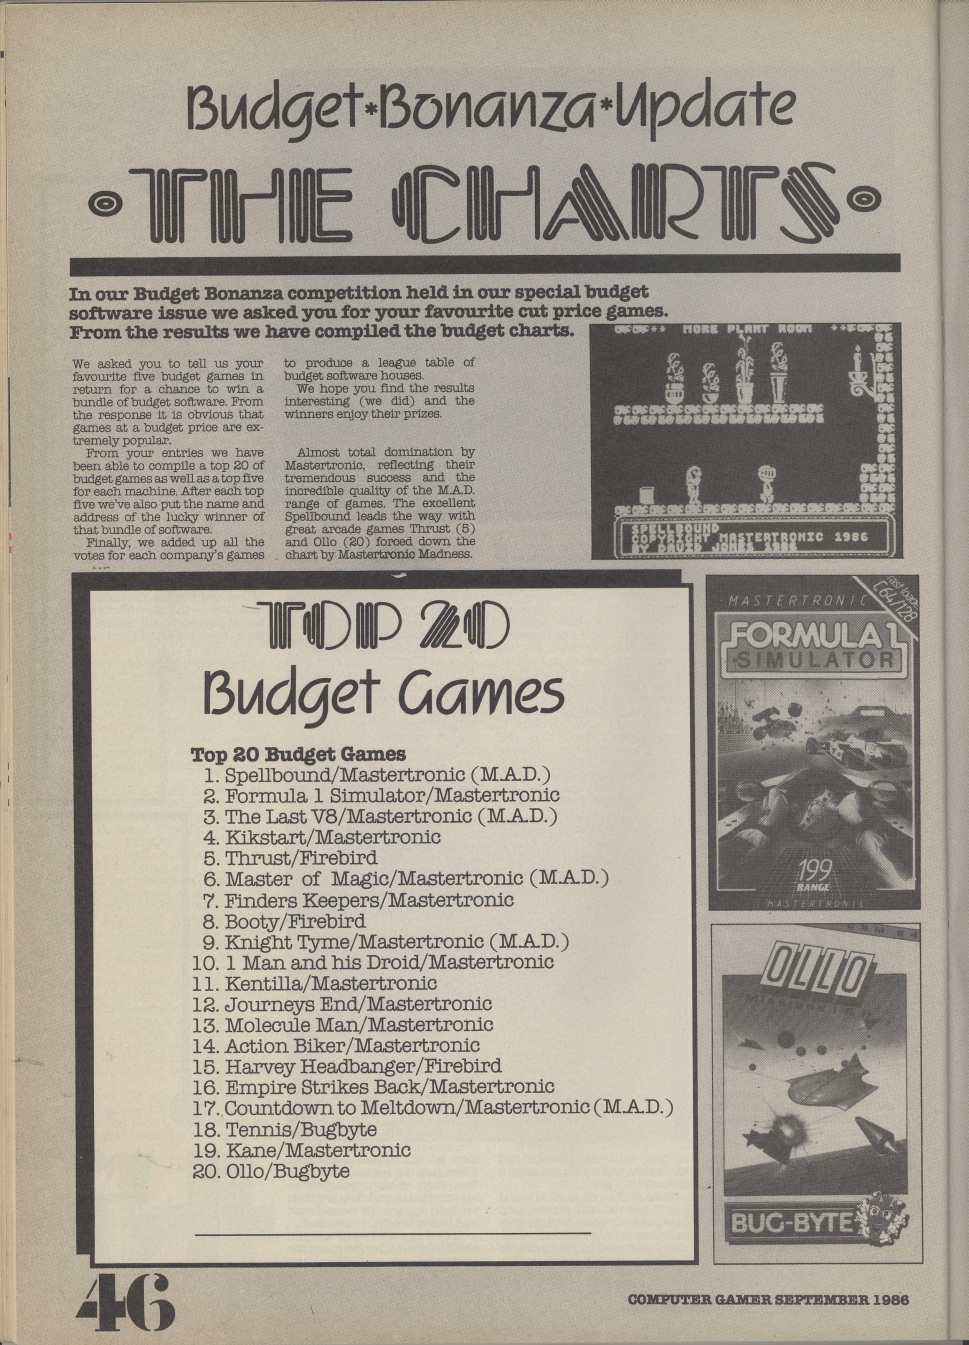 Budget*Bonanza*Update
•THE CHARTS•
In our Budget Bonanza competition held in our special budget
software issue we asked you for your favourite cut price games.
From the results we have compiled the budget charts.
We asked you to tell us your
favourite five budget games in
return for a chance to win a
bundle of budget software. From
the response it is obvious that
games at a budget price are ex-
tremely popular.
From your entries we have
been able to compile a top 20 of
budget games as well as a top five
for each machine. After each top
five we've also put the name and
address of the lucky winner of
that bundle of software.
Finally, we added up all the
votes for each company's games
to produce a league table of
budget software houses.
We hope you find the results
interesting (we did) and the
winners enjoy their prizes.
Almost total domination by
Mastertronic, reflecting their
tremendous success and the
incredible quality of the M.A.D.
range of games. The excellent
Spellbound leads the way with
great arcade games Thrust (5)
and Ollo (20) forced down the
chart by Mastertronic Madness.
MORE PLANT ROOM
SPELLBOUND
COPYRIGHT MASTERTRONIC 1986
BY DAVID JONES 1986
TOP 20
Budget Games
Top 20 Budget Games
1. Spellbound/Mastertronic (M.A.D.)
2. Formula 1 Simulator/Mastertronic
3. The Last V8/Mastertronic (M.A.D.)
4. Kikstart/Mastertronic
5. Thrust/Firebird
6. Master of Magic/Mastertronic (M.A.D.)
7. Finders Keepers/Mastertronic
8. Booty/Firebird
9. Knight Tyme/Mastertronic (M.A.D.)
10. 1 Man and his Droid/Mastertronic
11. Kentilla/Mastertronic
12. Journeys End/Mastertronic
13. Molecule Man/Mastertronic
14. Action Biker/Mastertronic
15. Harvey Headbanger/Firebird
16. Empire Strikes Back/Mastertronic
17. Countdown to Meltdown/Mastertronic (M.A.D.)
18. Tennis/Bugbyte
19. Kane/Mastertronic
20. Ollo/Bugbyte
MASTERTRONIC
fast loader
C64/128
FORMULA 1
SIMULATOR
199
RANGE
MASTERTRONIC
OLLO
BUG-BYTE
46
COMPUTER GAMER SEPTEMBER 1986